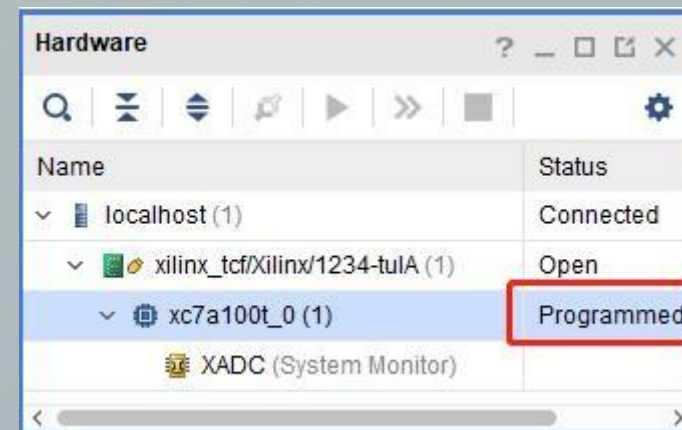 Hardware
Name Status
localhost (1) Connected
xilinx_tcf/Xilinx/1234-tulA (1) Open
xc7a100t_0 (1) Programmed
XADC (System Monitor)